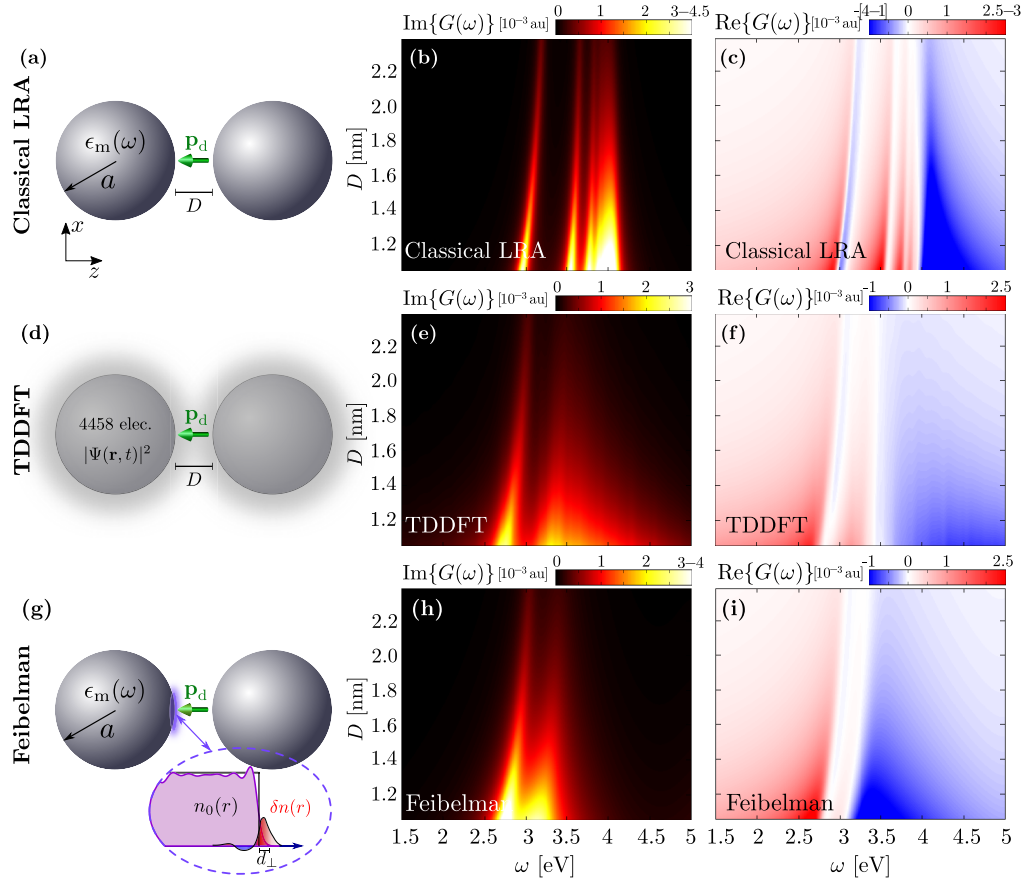 Classical LRA
(a)
ϵ_m(ω)
a
p_d
D
x
z
Im{G(ω)} [10⁻³ au] 0 1 2 3–4.5
(b)
Classical LRA
D [nm]
2.2
2.0
1.8
1.6
1.4
1.2
Re{G(ω)} [10⁻³ au] -4–1 0 1 2.5–3
(c)
Classical LRA
TDDFT
(d)
4458 elec.
|Ψ(r, t)|²
p_d
D
Im{G(ω)} [10⁻³ au] 0 1 2 3
(e)
TDDFT
D [nm]
2.2
2.0
1.8
1.6
1.4
1.2
Re{G(ω)} [10⁻³ au] -1 0 1 2.5
(f)
TDDFT
Feibelman
(g)
ϵ_m(ω)
a
p_d
n₀(r)
δn(r)
d_⊥
Im{G(ω)} [10⁻³ au] 0 1 2 3–4
(h)
Feibelman
D [nm]
2.2
2.0
1.8
1.6
1.4
1.2
1.5 2 2.5 3 3.5 4 4.5 5
ω [eV]
Re{G(ω)} [10⁻³ au] -1 0 1 2.5
(i)
Feibelman
1.5 2 2.5 3 3.5 4 4.5 5
ω [eV]